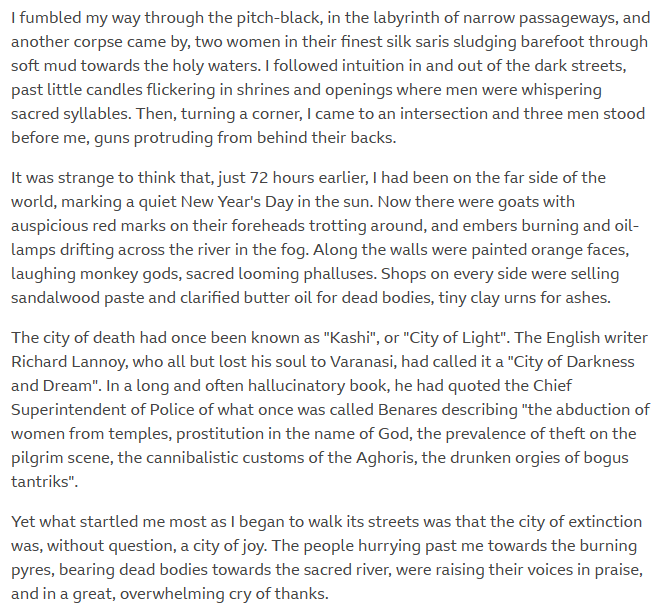 I fumbled my way through the pitch-black, in the labyrinth of narrow passageways, and
another corpse came by, two women in their finest silk saris sludging barefoot through
soft mud towards the holy waters. I followed intuition in and out of the dark streets,
past little candles flickering in shrines and openings where men were whispering
sacred syllables. Then, turning a corner, I came to an intersection and three men stood
before me, guns protruding from behind their backs.
It was strange to think that, just 72 hours earlier, I had been on the far side of the
world, marking a quiet New Year's Day in the sun. Now there were goats with
auspicious red marks on their foreheads trotting around, and embers burning and oil-
lamps drifting across the river in the fog. Along the walls were painted orange faces,
laughing monkey gods, sacred looming phalluses. Shops on every side were selling
sandalwood paste and clarified butter oil for dead bodies, tiny clay urns for ashes.
The city of death had once been known as "Kashi", or "City of Light". The English writer
Richard Lannoy, who all but lost his soul to Varanasi, had called it a "City of Darkness
and Dream". In a long and often hallucinatory book, he had quoted the Chief
Superintendent of Police of what once was called Benares describing "the abduction of
women from temples, prostitution in the name of God, the prevalence of theft on the
pilgrim scene, the cannibalistic customs of the Aghoris, the drunken orgies of bogus
tantriks".
Yet what startled me most as I began to walk its streets was that the city of extinction
was, without question, a city of joy. The people hurrying past me towards the burning
pyres, bearing dead bodies towards the sacred river, were raising their voices in praise,
and in a great, overwhelming cry of thanks.